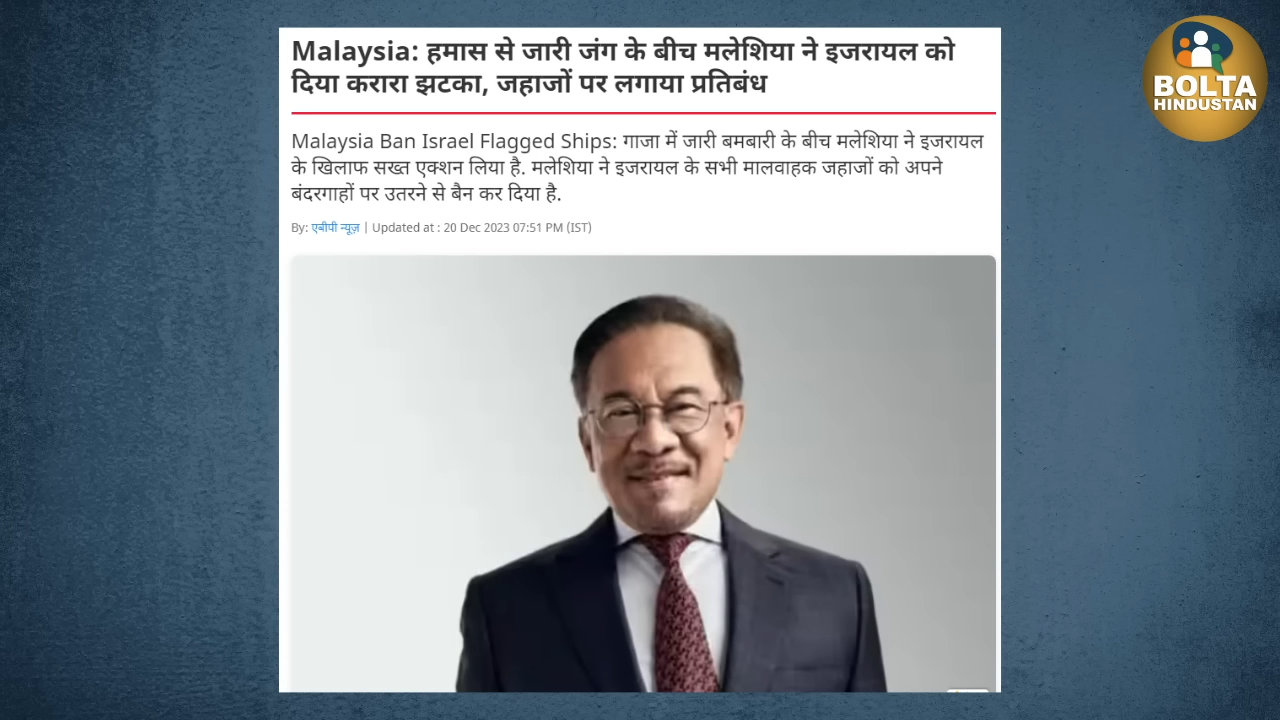 Malaysia: हमास से जारी जंग के बीच मलेशिया ने इजरायल को
दिया करारा झटका, जहाजों पर लगाया प्रतिबंध
Malaysia Ban Israel Flagged Ships: गाजा में जारी बमबारी के बीच मलेशिया ने इजरायल
के खिलाफ सख्त एक्शन लिया है. मलेशिया ने इजरायल के सभी मालवाहक जहाजों को अपने
बंदरगाहों पर उतरने से बैन कर दिया है.
By: एबीपी न्यूज़ | Updated at : 20 Dec 2023 07:51 PM (IST)
BOLTA
HINDUSTAN